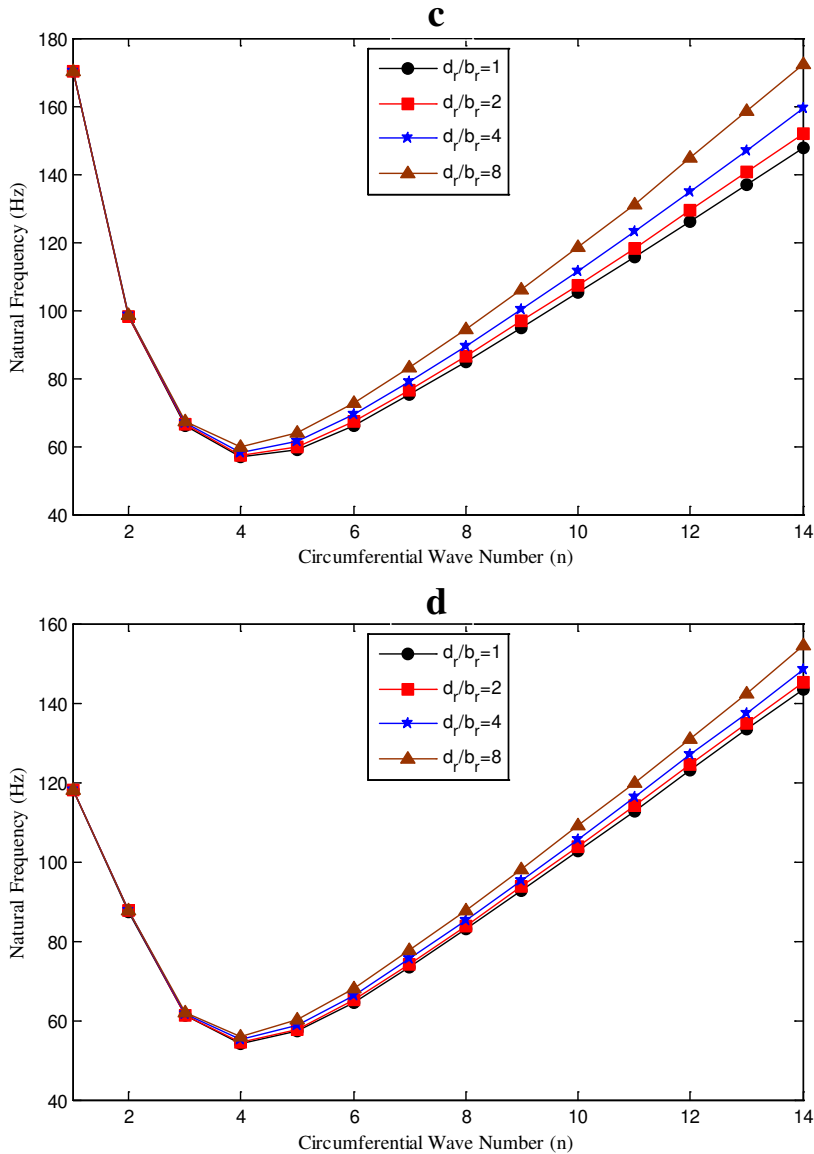 c
180
160
140
120
100
80
60
40
Natural Frequency (Hz)
d_r/b_r=1
d_r/b_r=2
d_r/b_r=4
d_r/b_r=8
2 4 6 8 10 12 14
Circumferential Wave Number (n)
d
160
140
120
100
80
60
40
Natural Frequency (Hz)
d_r/b_r=1
d_r/b_r=2
d_r/b_r=4
d_r/b_r=8
2 4 6 8 10 12 14
Circumferential Wave Number (n)